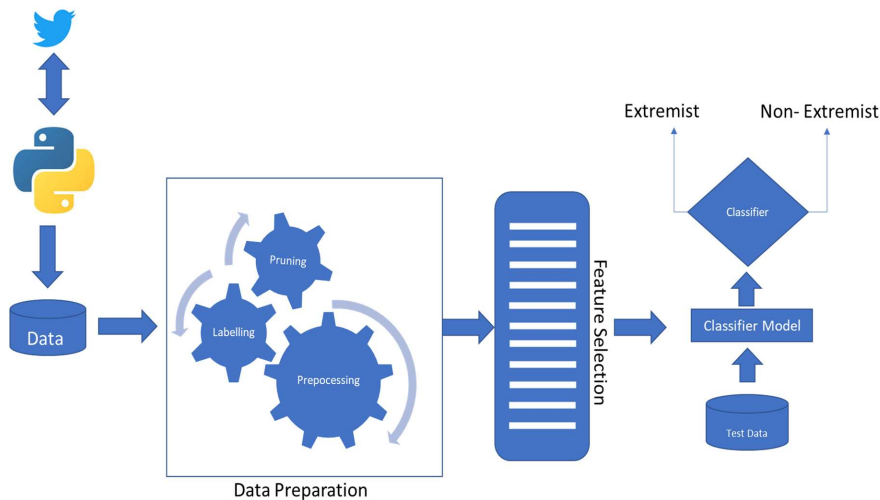 Extremist
Non- Extremist
Classifier
Pruning
Labelling
Prepocessing
Data
Feature Selection
Classifier Model
Test Data
Data Preparation